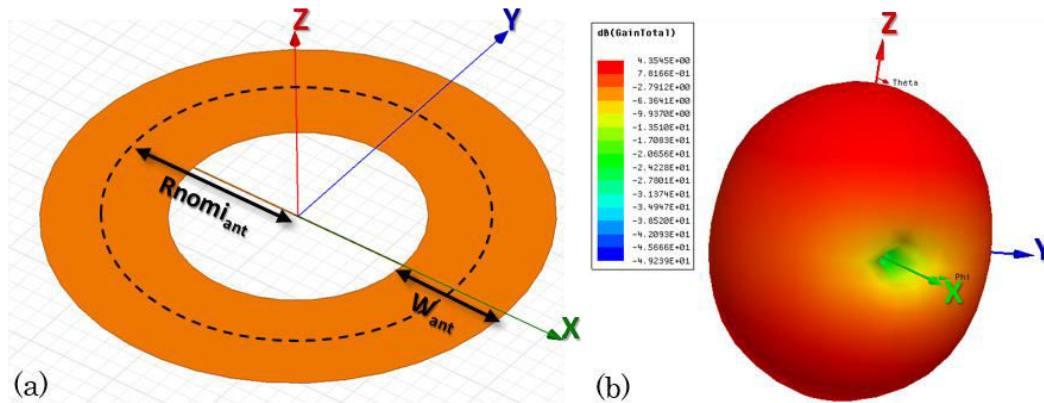 Z
Y
Rnomi_ant
W_ant
X
(a)
dB(GainTotal)
4.3545E+00
7.8166E-01
-2.7912E+00
-6.3641E+00
-9.9370E+00
-1.3510E+01
-1.7083E+01
-2.0656E+01
-2.4228E+01
-2.7801E+01
-3.1374E+01
-3.4947E+01
-3.8520E+01
-4.2093E+01
-4.5666E+01
-4.9239E+01
Z
Theta
Y
Phi
X
(b)